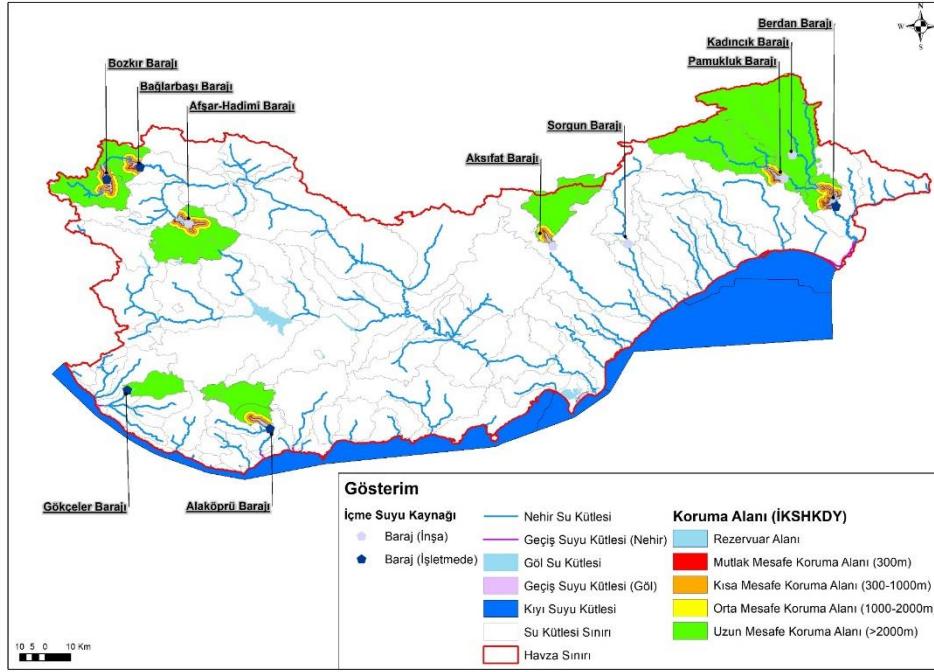 N
W E
S
Berdan Barajı
Kadıncık Barajı
Pamukluk Barajı
Bozkır Barajı
Bağlarbaşı Barajı
Afşar-Hadimi Barajı
Sorgun Barajı
Aksıfat Barajı
Gökçeler Barajı
Alaköprü Barajı
Gösterim
İçme Suyu Kaynağı
Baraj (İnşa)
Baraj (İşletmede)
Nehir Su Kütlesi
Geçiş Suyu Kütlesi (Nehir)
Göl Su Kütlesi
Geçiş Suyu Kütlesi (Göl)
Kıyı Suyu Kütlesi
Su Kütlesi Sınırı
Havza Sınırı
Koruma Alanı (İKSHKDY)
Rezervuar Alanı
Mutlak Mesafe Koruma Alanı (300m)
Kısa Mesafe Koruma Alanı (300-1000m)
Orta Mesafe Koruma Alanı (1000-2000m
Uzun Mesafe Koruma Alanı (>2000m)
10 5 0 10 Km